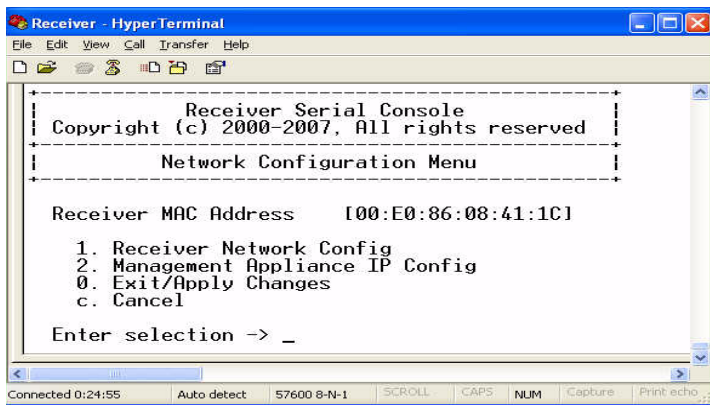 Receiver - HyperTerminal
File Edit View Call Transfer Help
Receiver Serial Console
Copyright (c) 2000-2007, All rights reserved
Network Configuration Menu
Receiver MAC Address [00:E0:86:08:41:1C]
1. Receiver Network Config
2. Management Appliance IP Config
0. Exit/Apply Changes
c. Cancel
Enter selection -> _
Connected 0:24:55 Auto detect 57600 8-N-1 SCROLL CAPS NUM Capture Print echo